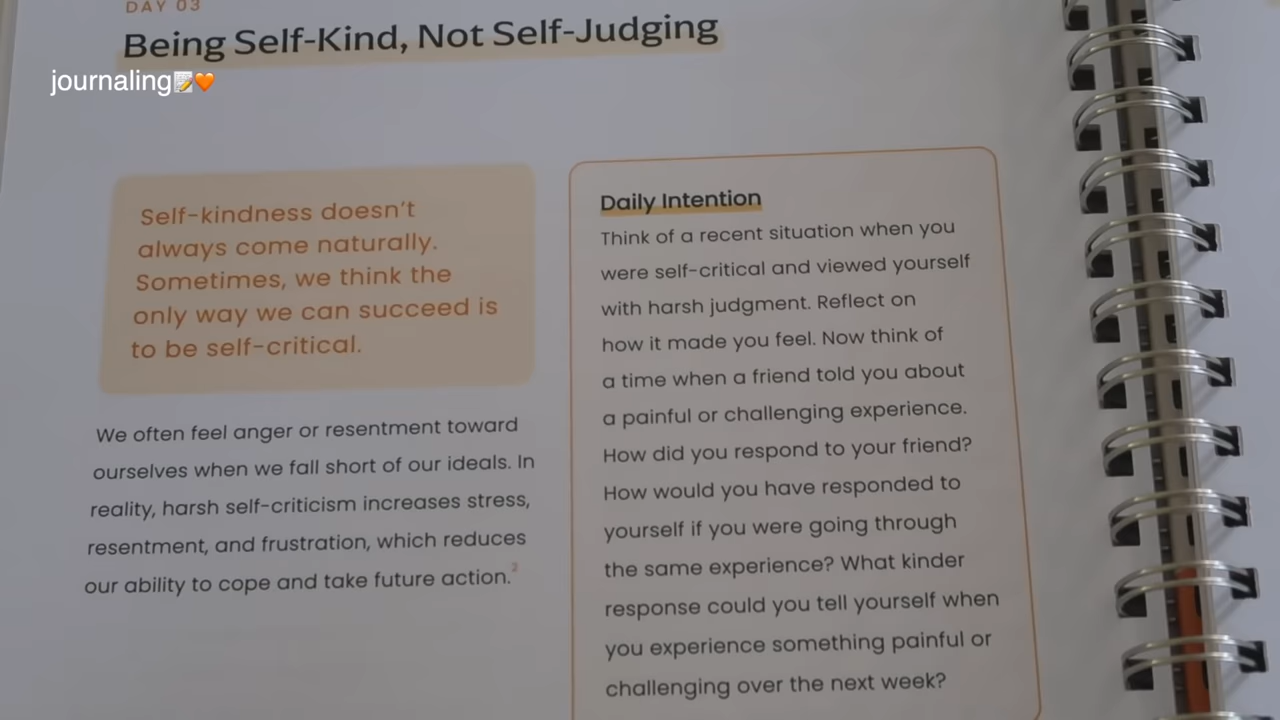 DAY 03
Being Self-Kind, Not Self-Judging
journaling📝🧡
Self-kindness doesn't
always come naturally.
Sometimes, we think the
only way we can succeed is
to be self-critical.
We often feel anger or resentment toward
ourselves when we fall short of our ideals. In
reality, harsh self-criticism increases stress,
resentment, and frustration, which reduces
our ability to cope and take future action.²
Daily Intention
Think of a recent situation when you
were self-critical and viewed yourself
with harsh judgment. Reflect on
how it made you feel. Now think of
a time when a friend told you about
a painful or challenging experience.
How did you respond to your friend?
How would you have responded to
yourself if you were going through
the same experience? What kinder
response could you tell yourself when
you experience something painful or
challenging over the next week?